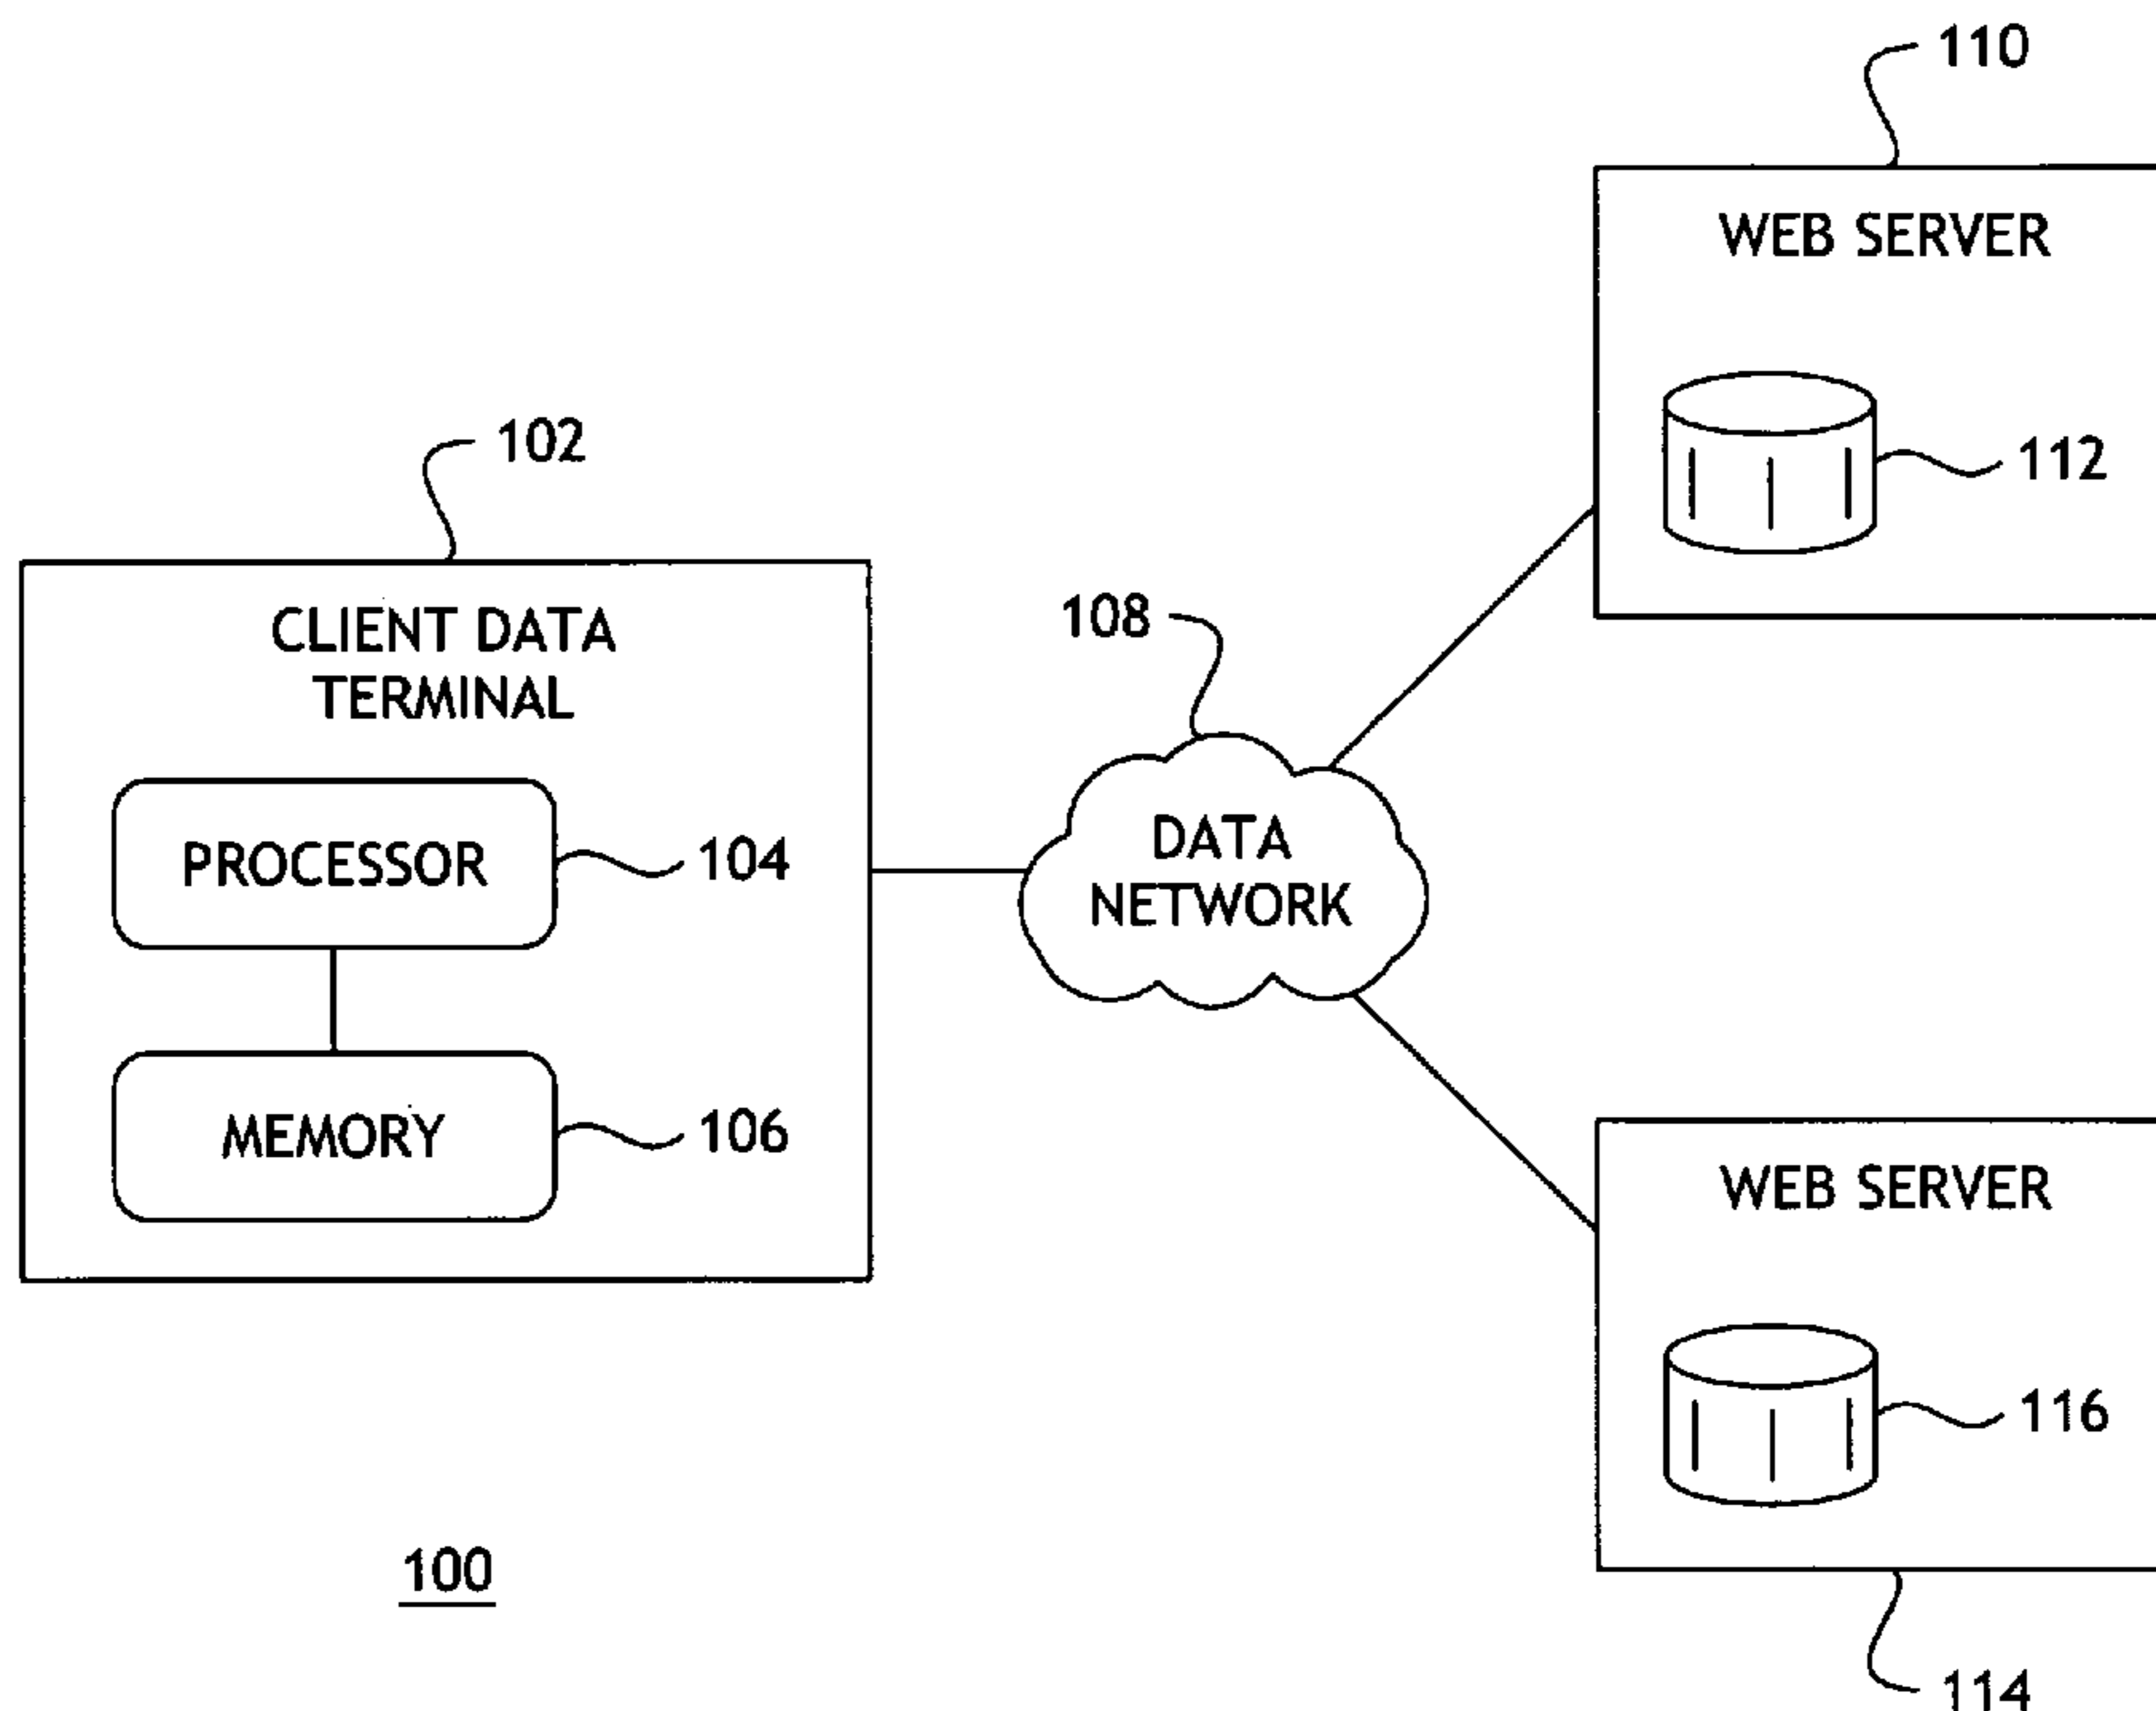 110
WEB SERVER
112
102
CLIENT DATA
TERMINAL
PROCESSOR
104
MEMORY
106
108
DATA
NETWORK
WEB SERVER
116
100
114